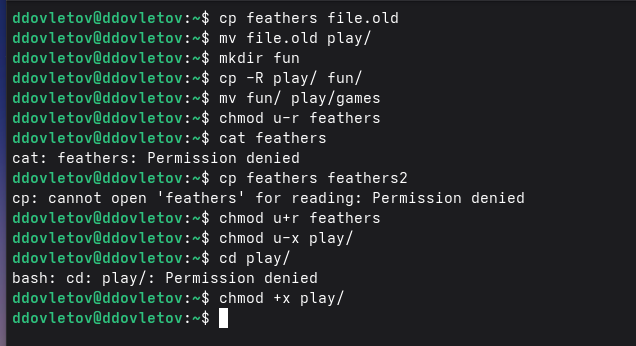 ddovletov@ddovletov:~$ cp feathers file.old
ddovletov@ddovletov:~$ mv file.old play/
ddovletov@ddovletov:~$ mkdir fun
ddovletov@ddovletov:~$ cp -R play/ fun/
ddovletov@ddovletov:~$ mv fun/ play/games
ddovletov@ddovletov:~$ chmod u-r feathers
ddovletov@ddovletov:~$ cat feathers
cat: feathers: Permission denied
ddovletov@ddovletov:~$ cp feathers feathers2
cp: cannot open 'feathers' for reading: Permission denied
ddovletov@ddovletov:~$ chmod u+r feathers
ddovletov@ddovletov:~$ chmod u-x play/
ddovletov@ddovletov:~$ cd play/
bash: cd: play/: Permission denied
ddovletov@ddovletov:~$ chmod +x play/
ddovletov@ddovletov:~$